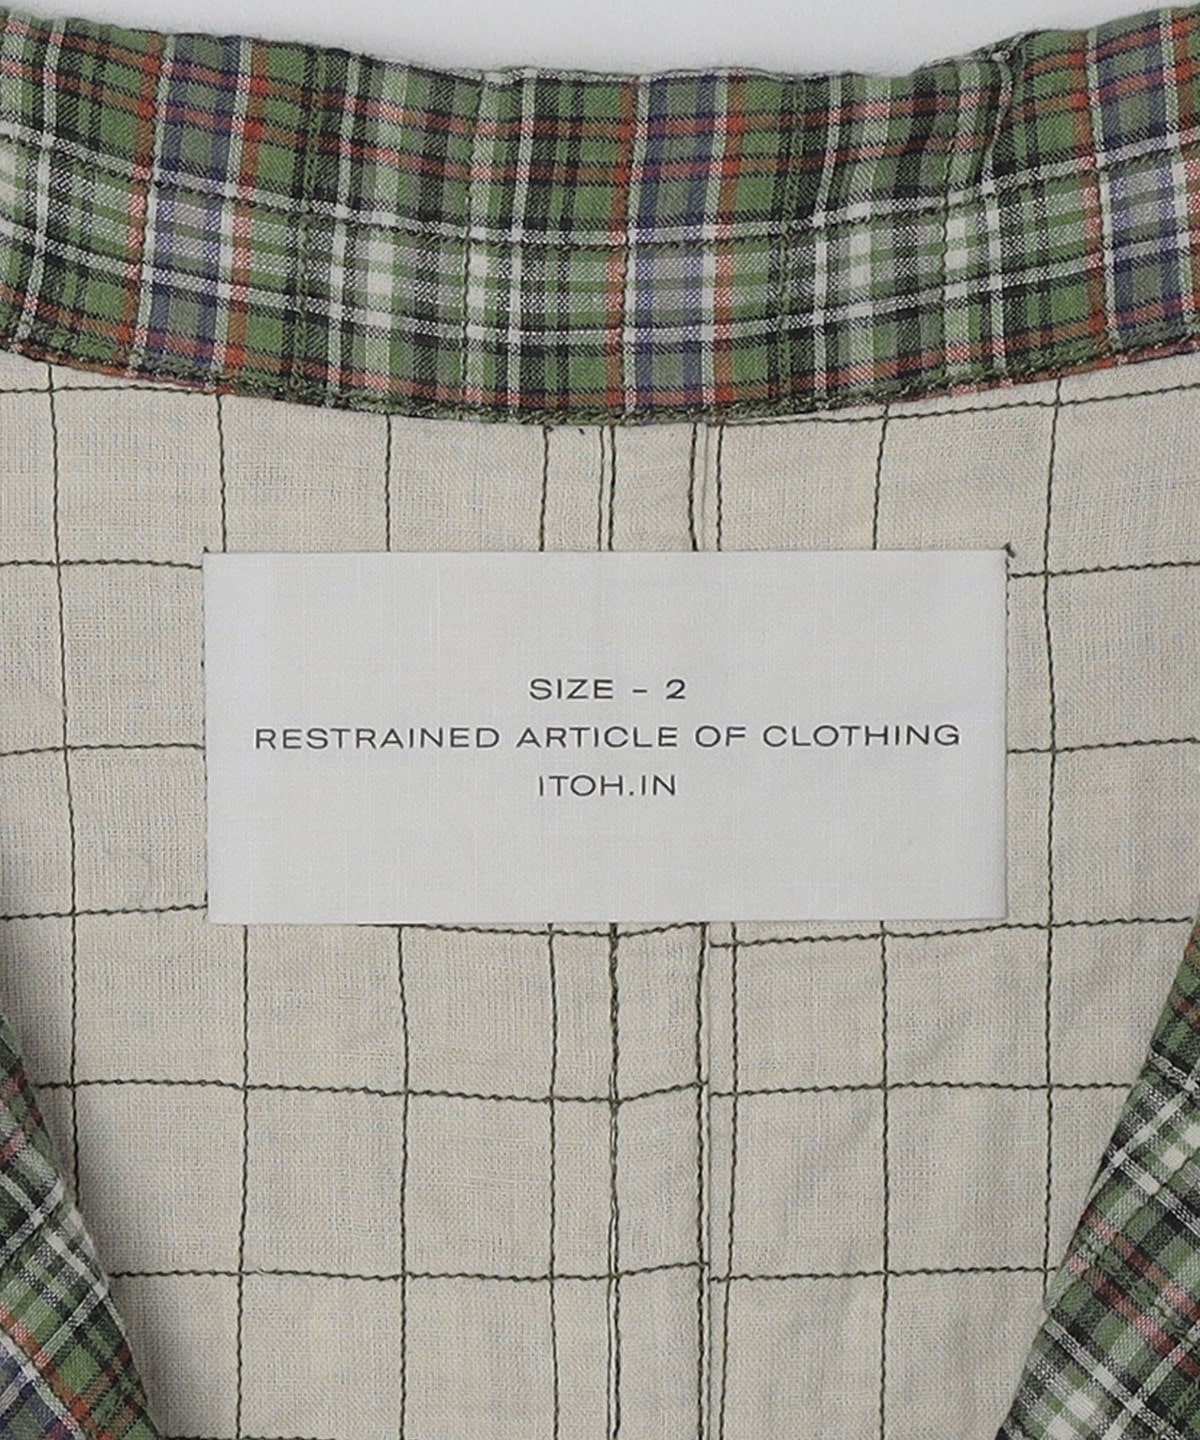 SIZE - 2
RESTRAINED ARTICLE OF CLOTHING
ITOH.IN